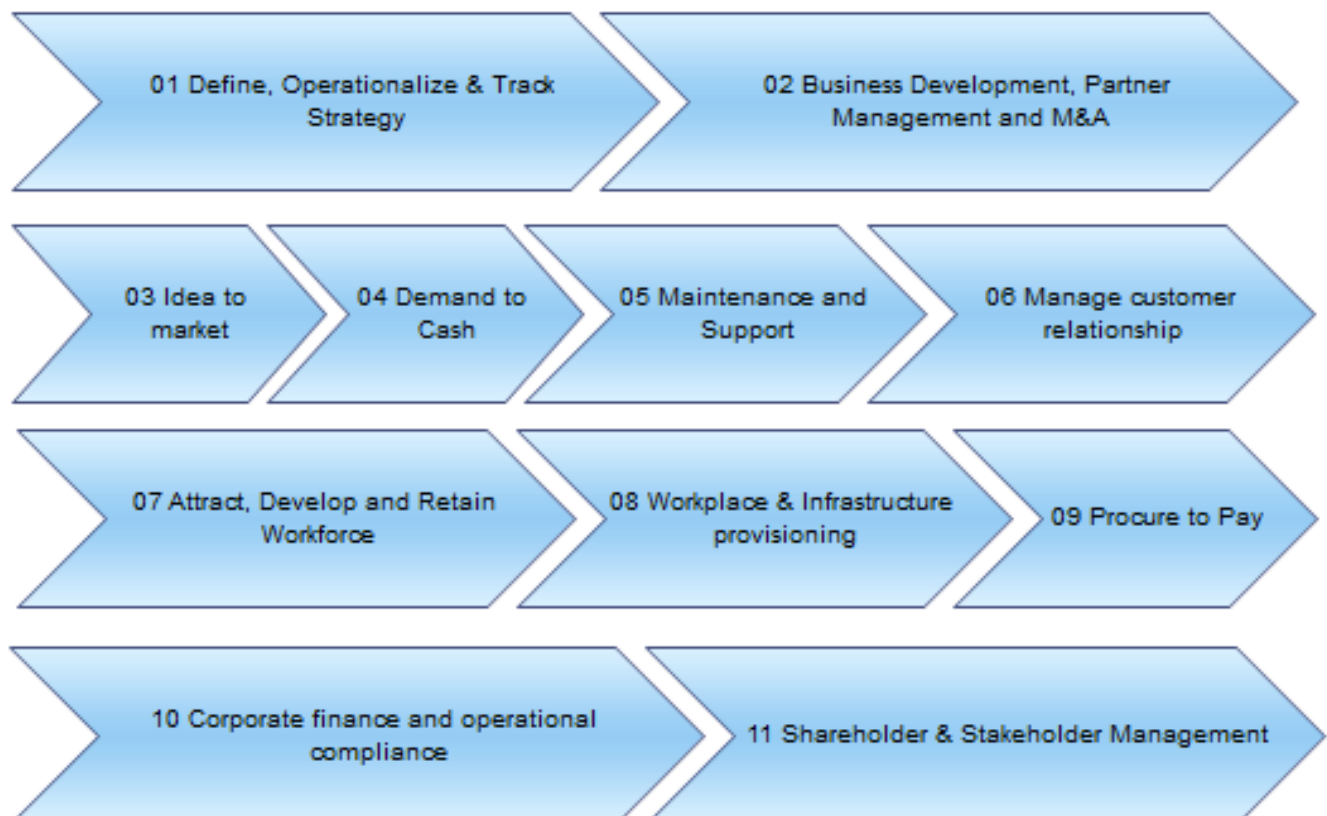 01 Define, Operationalize & Track
Strategy
02 Business Development, Partner
Management and M&A
03 Idea to
market
04 Demand to
Cash
05 Maintenance and
Support
06 Manage customer
relationship
07 Attract, Develop and Retain
Workforce
08 Workplace & Infrastructure
provisioning
09 Procure to Pay
10 Corporate finance and operational
compliance
11 Shareholder & Stakeholder Management